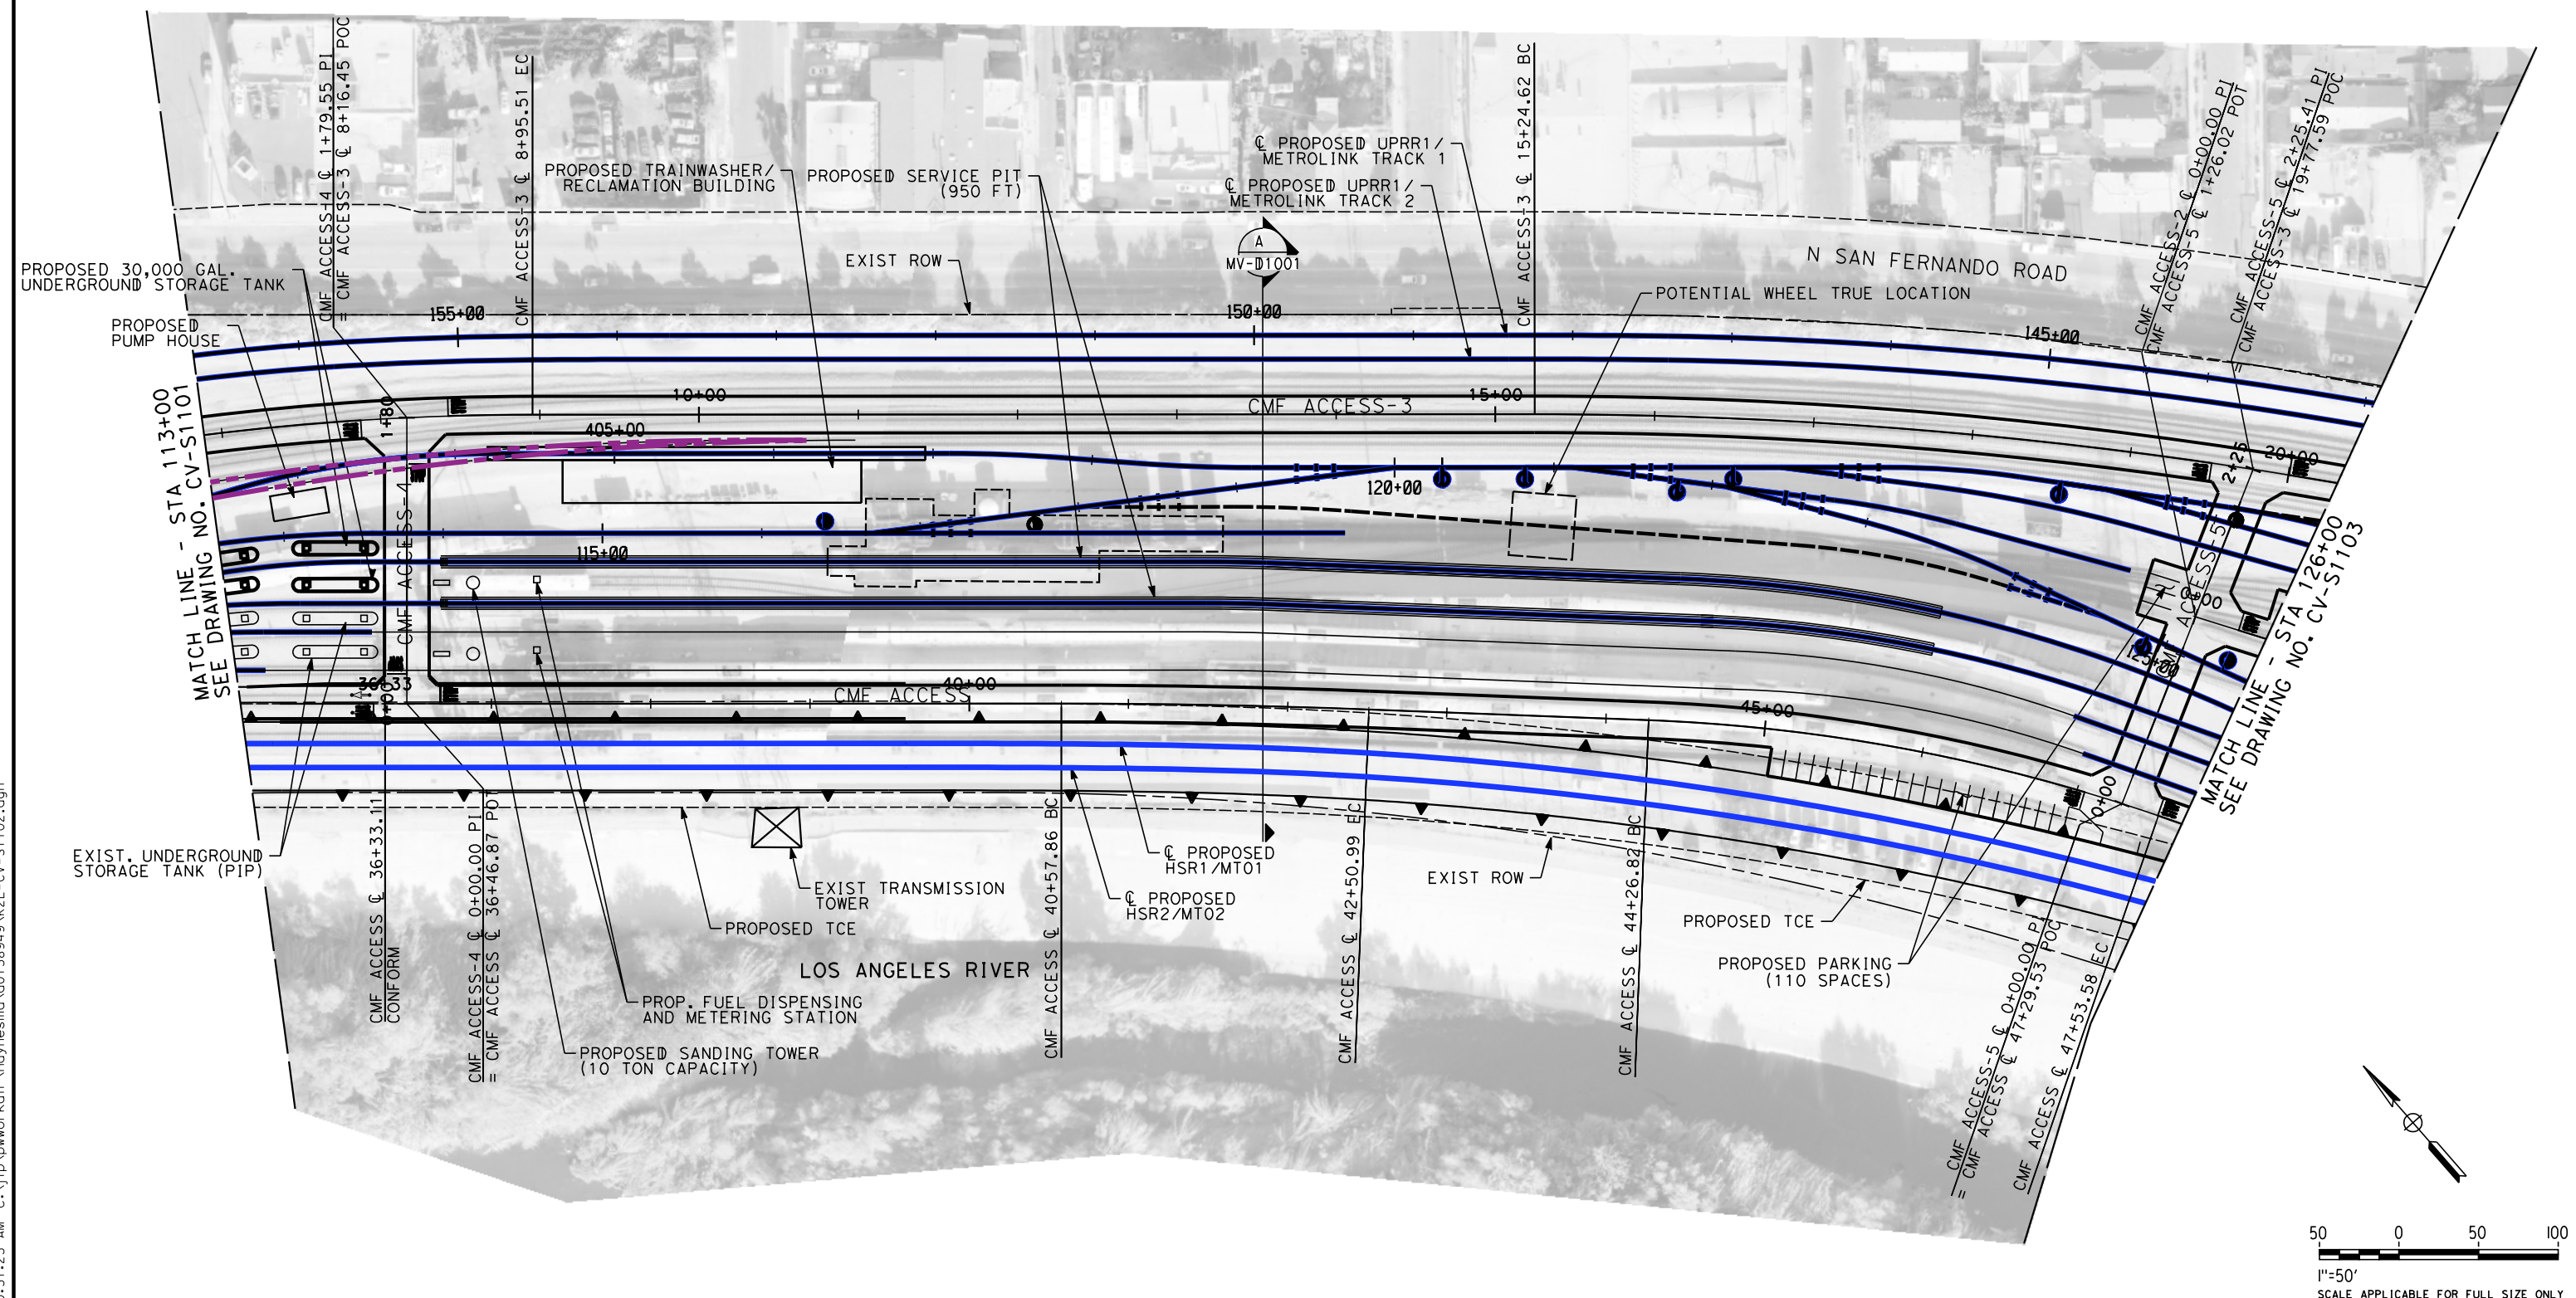 CMF ACCESS-4 ℄ 1+79.55 PI
= CMF ACCESS-3 ℄ 8+16.45 POC
CMF ACCESS-3 ℄ 8+95.51 EC
PROPOSED TRAINWASHER/
RECLAMATION BUILDING
PROPOSED SERVICE PIT
(950 FT)
℄ PROPOSED UPRR1/
METROLINK TRACK 1
℄ PROPOSED UPRR1/
METROLINK TRACK 2
CMF ACCESS-3 ℄ 15+24.62 BC
CMF ACCESS-2 ℄ 0+00.00 PI
CMF ACCESS-5 ℄ 1+26.02 POT
CMF ACCESS-5 ℄ 2+25.41 PI
= CMF ACCESS-3 ℄ 19+77.59 POC
A
MV-D1001
EXIST ROW
N SAN FERNANDO ROAD
PROPOSED 30,000 GAL.
UNDERGROUND STORAGE TANK
POTENTIAL WHEEL TRUE LOCATION
PROPOSED
PUMP HOUSE
155+00
150+00
145+00
MATCH LINE - STA 113+00
SEE DRAWING NO. CV-S1101
1+80
10+00
CMF ACCESS-3
15+00
405+00
2+25
20+00
120+00
CMF ACCESS-4
115+00
CMF ACCESS-5
125+00
MATCH LINE - STA 126+00
SEE DRAWING NO. CV-S1103
36+33
0+00
CMF ACCESS
40+00
45+00
0+00
EXIST. UNDERGROUND
STORAGE TANK (PIP)
CMF ACCESS ℄ 36+33.11
CONFORM
CMF ACCESS-4 ℄ 0+00.00 PI
= CMF ACCESS ℄ 36+46.87 POT
EXIST TRANSMISSION
TOWER
PROPOSED TCE
℄ PROPOSED
HSR1/MT01
℄ PROPOSED
HSR2/MT02
EXIST ROW
PROPOSED TCE
PROPOSED PARKING
(110 SPACES)
LOS ANGELES RIVER
PROP. FUEL DISPENSING
AND METERING STATION
PROPOSED SANDING TOWER
(10 TON CAPACITY)
CMF ACCESS ℄ 40+57.86 BC
CMF ACCESS ℄ 42+50.99 EC
CMF ACCESS ℄ 44+26.82 BC
CMF ACCESS-5 ℄ 0+00.00 PI
= CMF ACCESS ℄ 47+29.53 POC
CMF ACCESS ℄ 47+53.58 EC
50 0 50 100
1"=50'
SCALE APPLICABLE FOR FULL SIZE ONLY